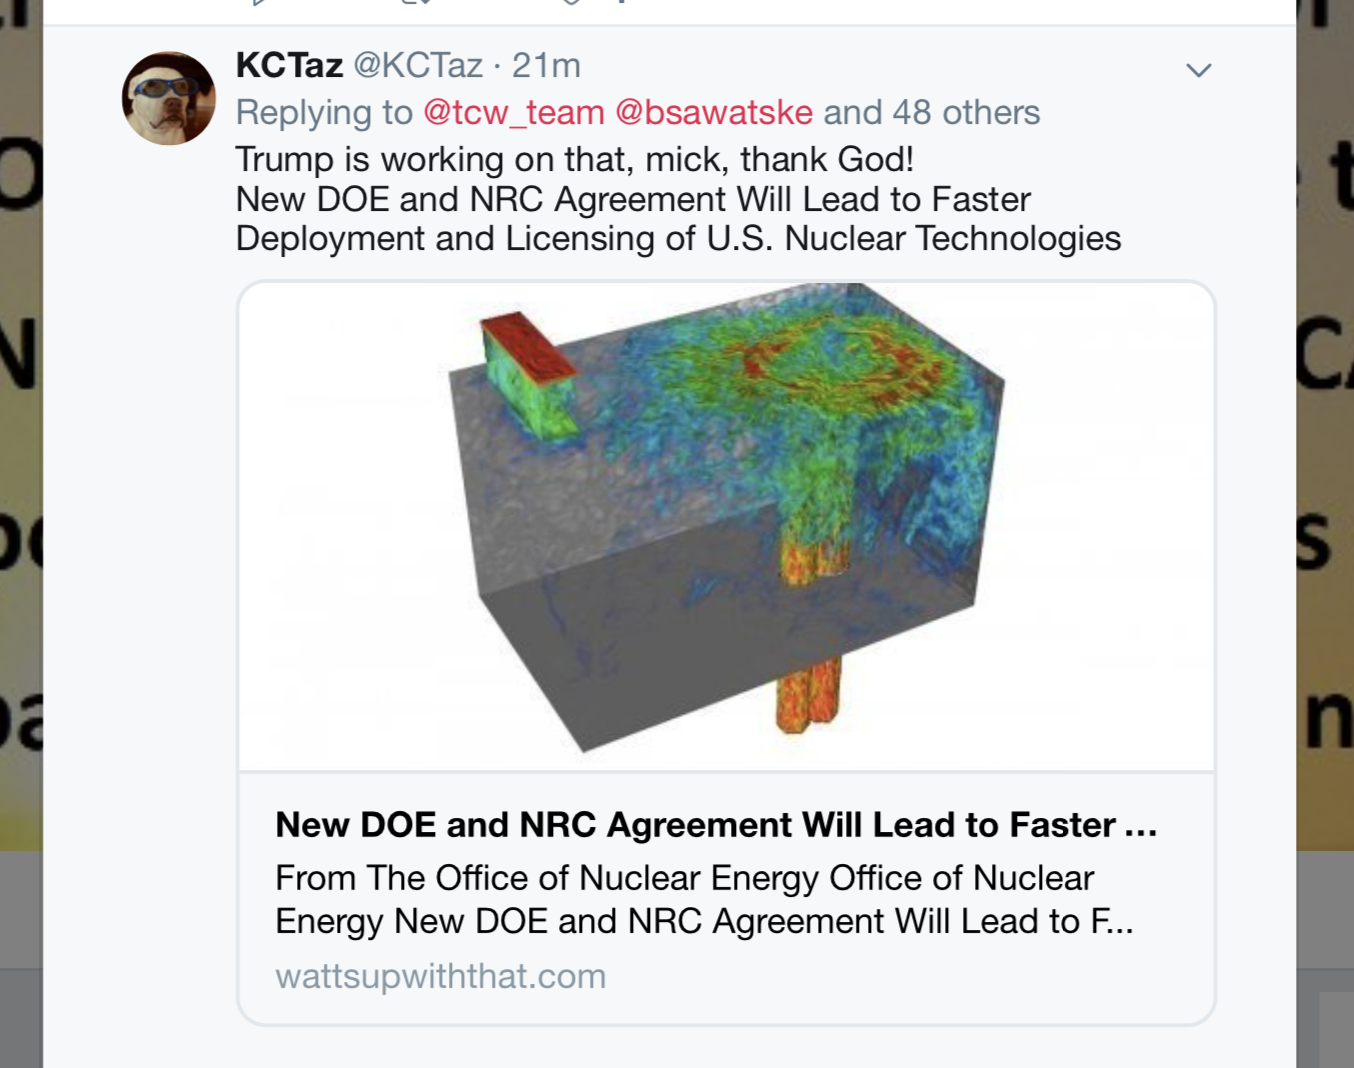 KCTaz @KCTaz · 21m
Replying to @tcw_team @bsawatske and 48 others
Trump is working on that, mick, thank God!
New DOE and NRC Agreement Will Lead to Faster
Deployment and Licensing of U.S. Nuclear Technologies
New DOE and NRC Agreement Will Lead to Faster ...
From The Office of Nuclear Energy Office of Nuclear
Energy New DOE and NRC Agreement Will Lead to F...
wattsupwiththat.com